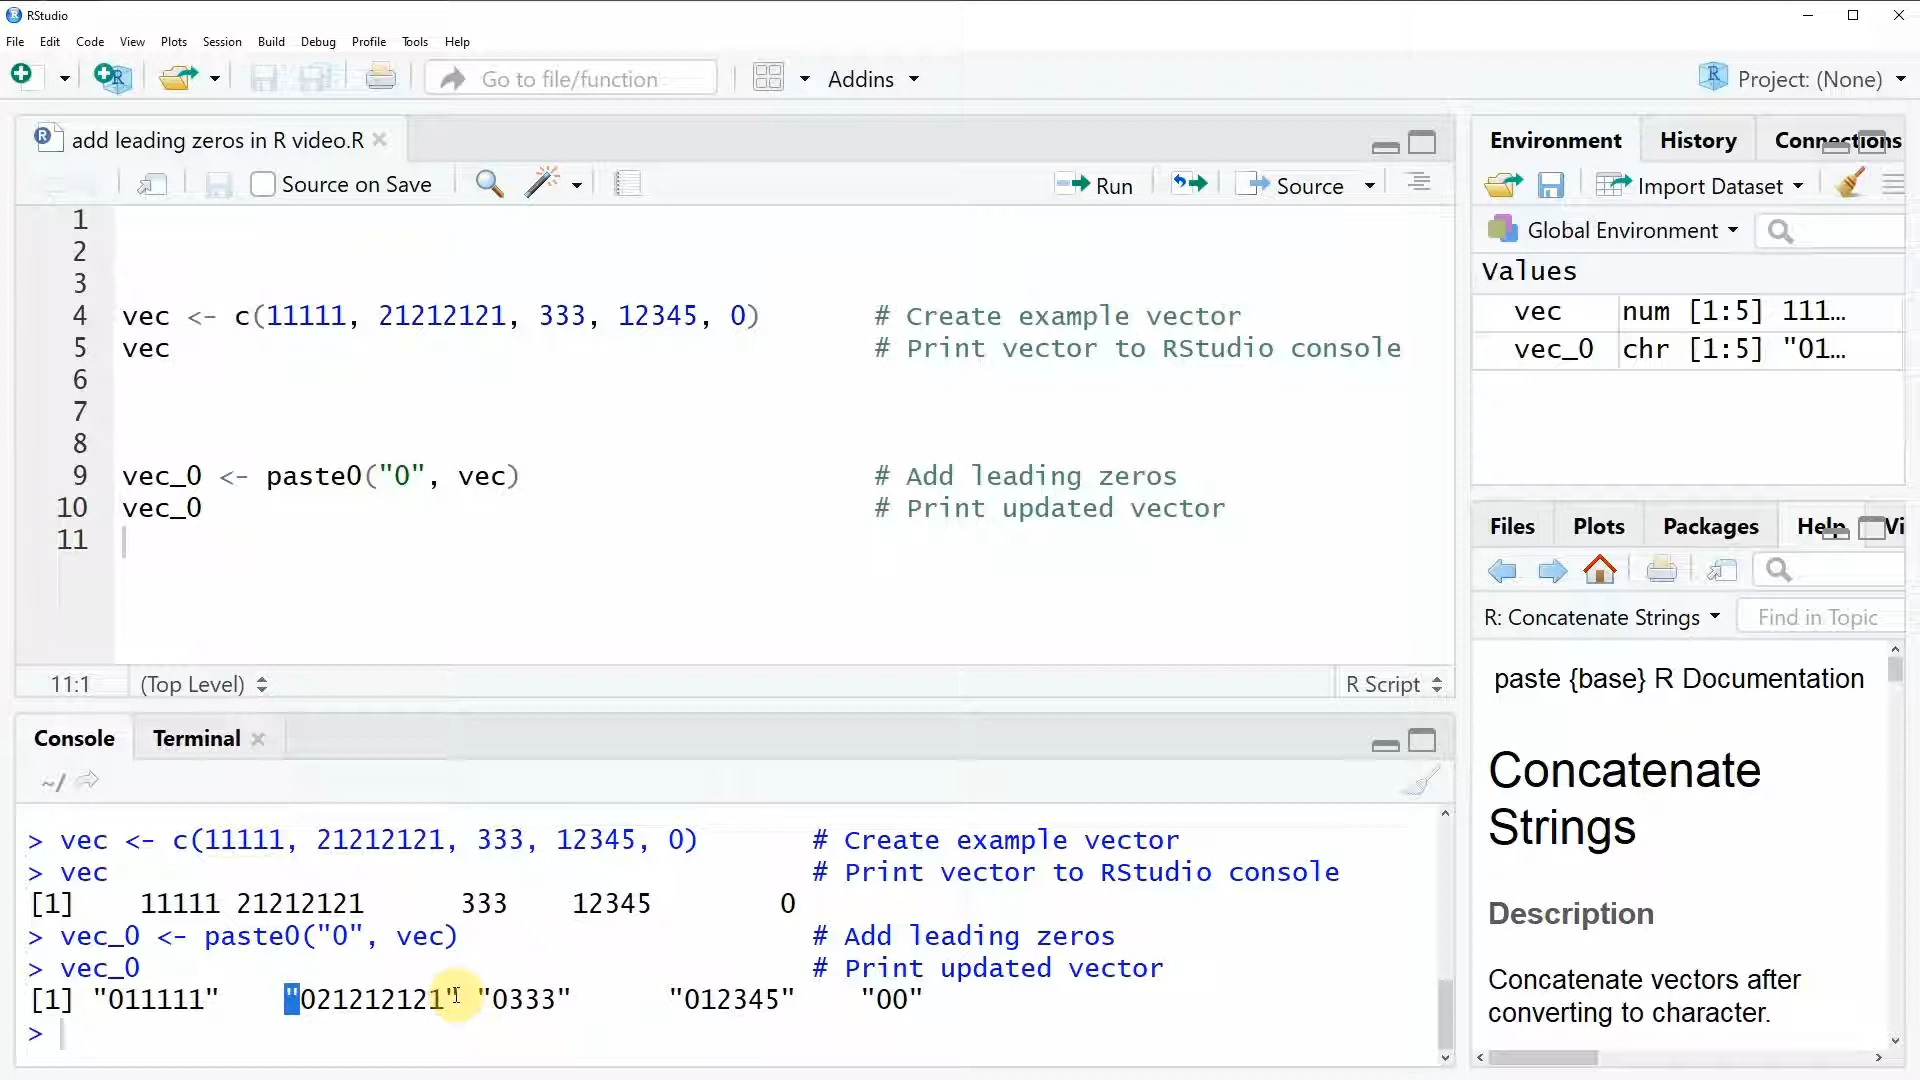 RStudio
File Edit Code View Plots Session Build Debug Profile Tools Help
Go to file/function Addins Project: (None)
add leading zeros in R video.R
Source on Save Run Source
1
2
3
4 vec <- c(11111, 21212121, 333, 12345, 0) # Create example vector
5 vec # Print vector to RStudio console
6
7
8
9 vec_0 <- paste0("0", vec) # Add leading zeros
10 vec_0 # Print updated vector
11
11:1 (Top Level) R Script
Console Terminal
~/
> vec <- c(11111, 21212121, 333, 12345, 0) # Create example vector
> vec # Print vector to RStudio console
[1] 11111 21212121 333 12345 0
> vec_0 <- paste0("0", vec) # Add leading zeros
> vec_0 # Print updated vector
[1] "011111" "021212121" "0333" "012345" "00"
>
Environment History Connections
Import Dataset
Global Environment
Values
vec num [1:5] 111…
vec_0 chr [1:5] "01…
Files Plots Packages Help Vi
R: Concatenate Strings Find in Topic
paste {base} R Documentation
Concatenate
Strings
Description
Concatenate vectors after
converting to character.